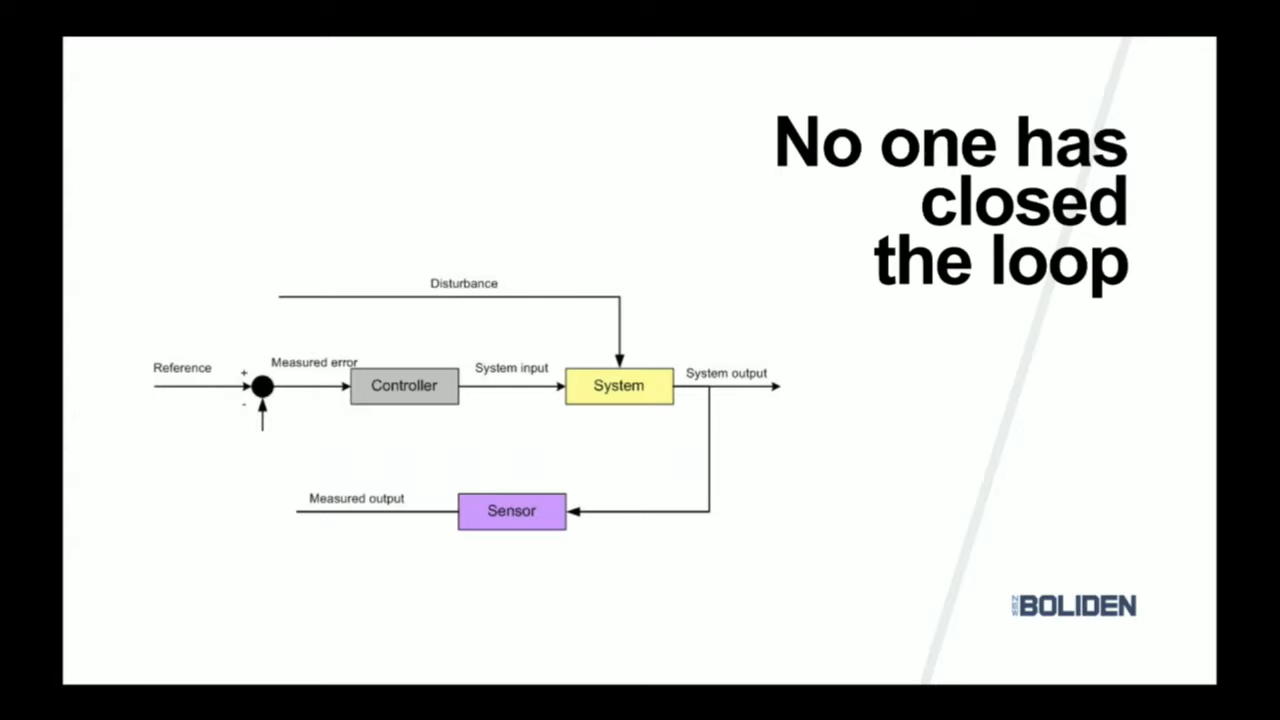 No one has
closed
the loop
Disturbance
Reference
+
Measured error
Controller
System input
System
System output
-
Measured output
Sensor
NEW BOLIDEN